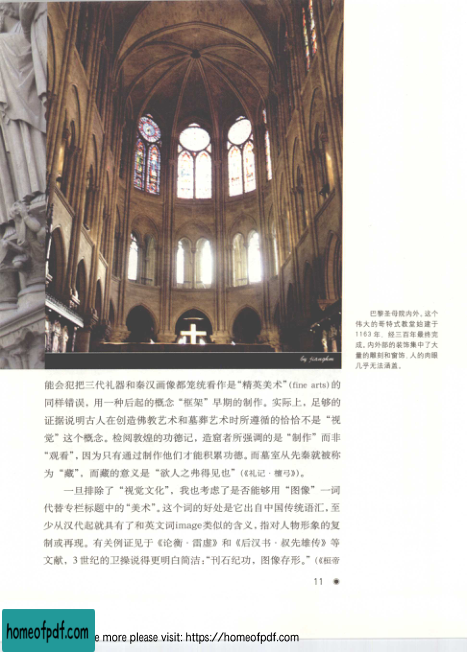 by jiangbu
巴黎圣母院内外。这个
伟大的哥特式教堂始建于
1163年，经三百年最终完
成。内外部的装饰集中了大
量的雕刻和窗饰，人的肉眼
几乎无法涵盖。
能会犯把三代礼器和秦汉画像都笼统看作是“精英美术”(fine arts)的
同样错误，用一种后起的概念“框架”早期的制作。实际上，足够的
证据说明古人在创造佛教艺术和墓葬艺术时所遵循的恰恰不是“视
觉”这个概念。检阅敦煌的功德记，造窟者所强调的是“制作”而非
“观看”，因为只有通过制作他们才能积累功德。而墓室从先秦就被称
为“藏”，而藏的意义是“欲人之弗得见也”（《礼记·檀弓》）。
一旦排除了“视觉文化”，我也考虑了是否能够用“图像”一词
代替专栏标题中的“美术”。这个词的好处是它出自中国传统语汇，至
少从汉代起就具有了和英文词image类似的含义，指对人物形象的复
制或再现。有关例证见于《论衡·雷虚》和《后汉书·叔先雄传》等
文献，3世纪的卫操说得更明白简洁：“刊石纪功，图像存形。”（《桓帝
11
homeofpdf.com
e more please visit: https://homeofpdf.com